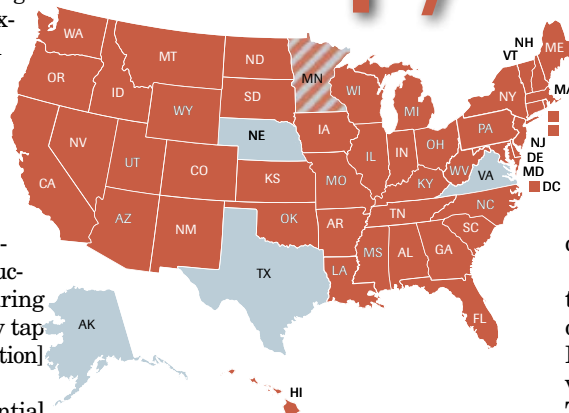 WA
MT
ND
MN
OR
ID
SD
WI
MI
NY
VT
NH
ME
WY
NE
IA
PA
NJ
DE
MD
DC
NV
UT
CO
KS
MO
IL
IN
OH
WV
VA
KY
CA
AZ
NM
OK
AR
TN
NC
SC
TX
LA
MS
AL
GA
FL
AK
HI
uc-
ring
tap
tion]
ntial]